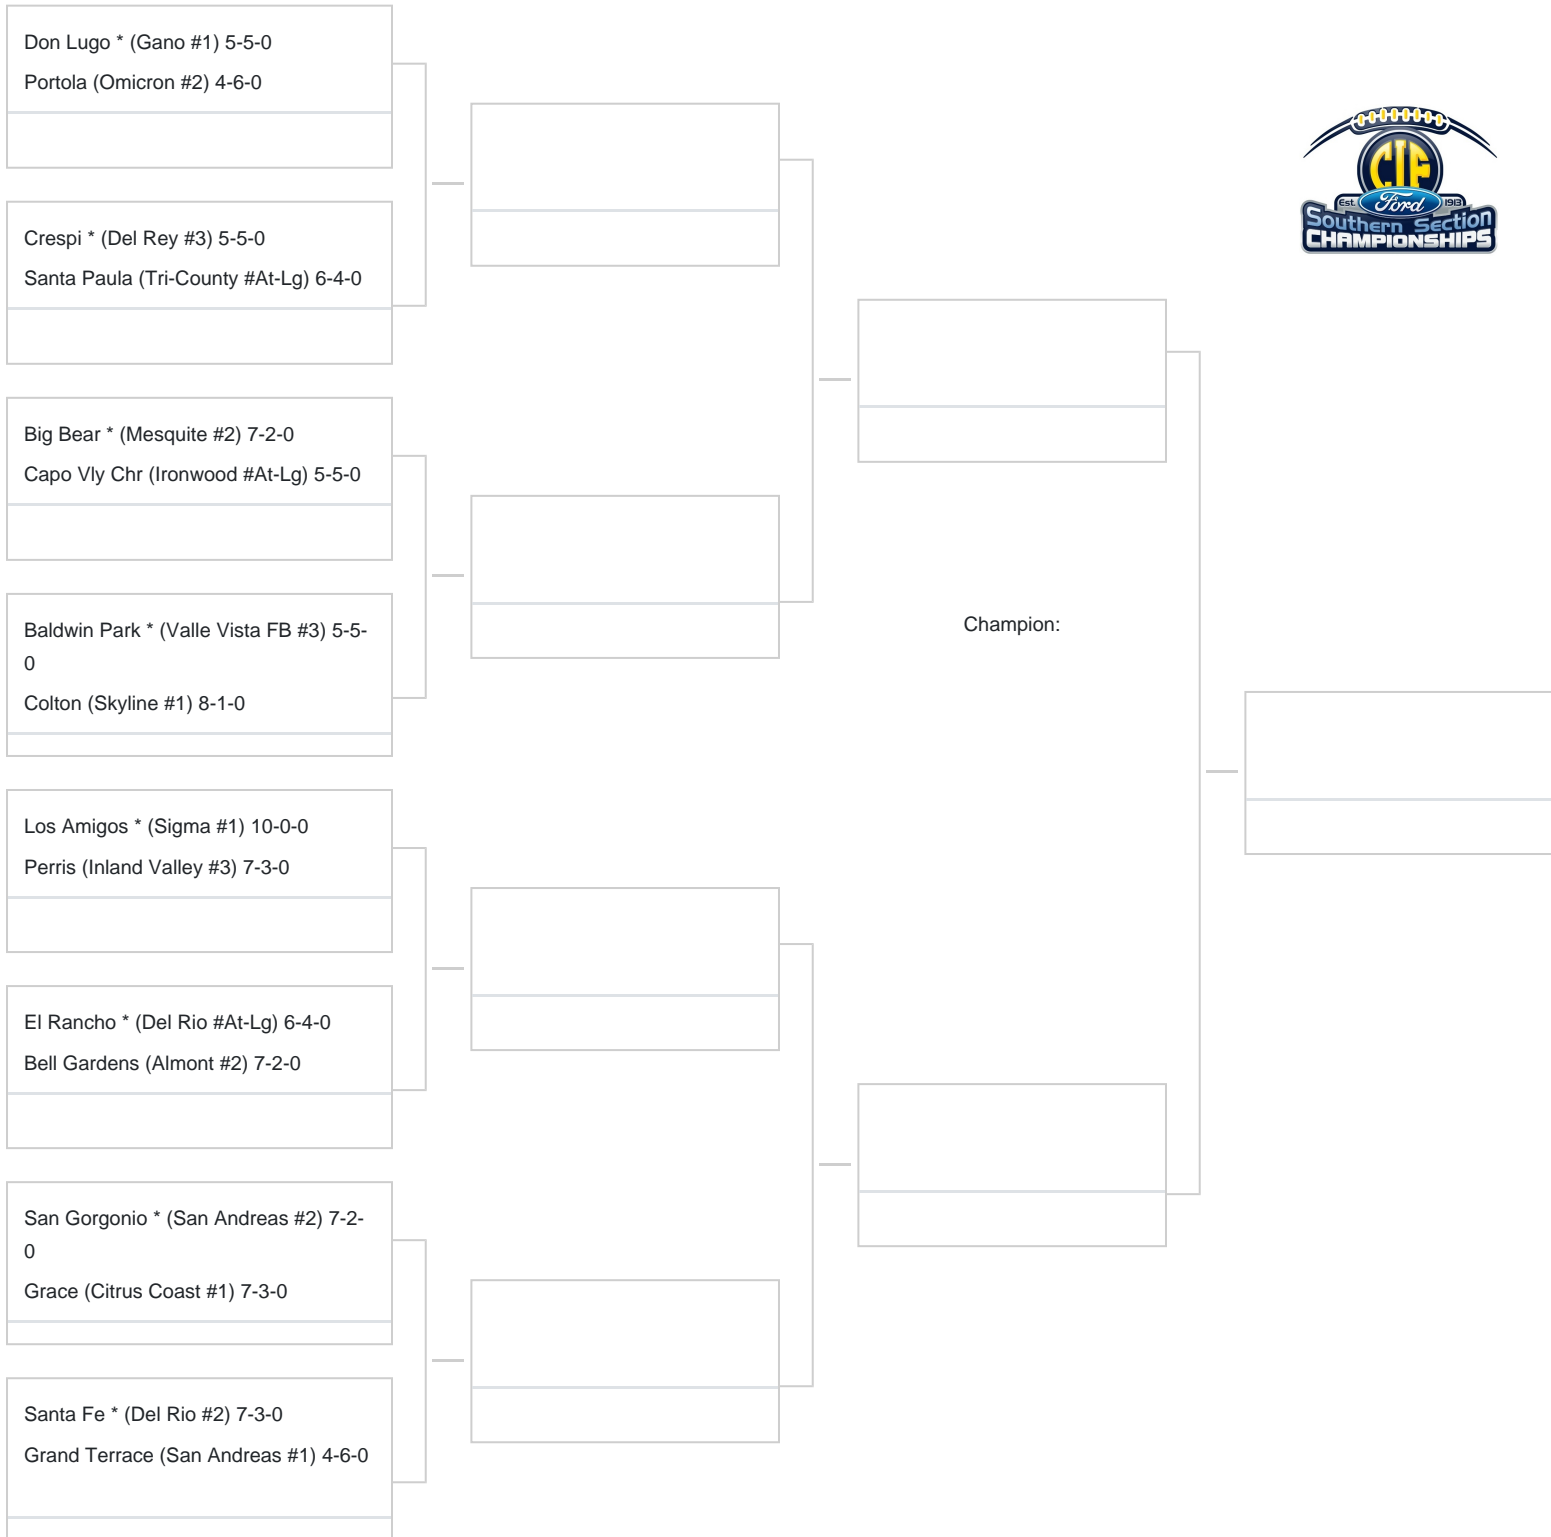 Don Lugo * (Gano #1) 5-5-0
Portola (Omicron #2) 4-6-0
Crespi * (Del Rey #3) 5-5-0
Santa Paula (Tri-County #At-Lg) 6-4-0
Big Bear * (Mesquite #2) 7-2-0
Capo Vly Chr (Ironwood #At-Lg) 5-5-0
Baldwin Park * (Valle Vista FB #3) 5-5-
0
Colton (Skyline #1) 8-1-0
Los Amigos * (Sigma #1) 10-0-0
Perris (Inland Valley #3) 7-3-0
El Rancho * (Del Rio #At-Lg) 6-4-0
Bell Gardens (Almont #2) 7-2-0
San Gorgonio * (San Andreas #2) 7-2-
0
Grace (Citrus Coast #1) 7-3-0
Santa Fe * (Del Rio #2) 7-3-0
Grand Terrace (San Andreas #1) 4-6-0
Champion:
CIF
Est. Ford 1913
Southern Section
CHAMPIONSHIPS